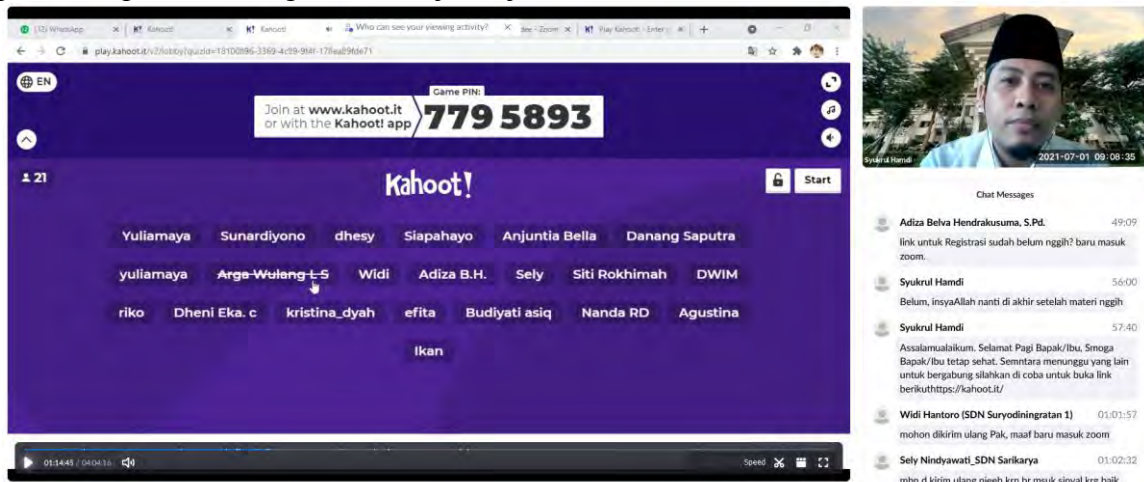 (12) WhatsApp
Kahoot!
Kahoot!
Who can see your viewing activity?
Play Kahoot! - Enter
play.kahoot.it/v2/lobby?quizId=
EN
Join at www.kahoot.it
or with the Kahoot! app
Game PIN:
779 5893
21
Kahoot!
Start
Yuliamaya Sunardiyono dhesy Siapahayo Anjuntia Bella Danang Saputra
yuliamaya Arga Wulang L S Widi Adiza B.H. Sely Siti Rokhimah DWIM
riko Dheni Eka. c kristina_dyah efita Budiyati asiq Nanda RD Agustina
Ikan
01:14:45 / 04:04:16
Speed
Syukrul Hamdi
2021-07-01 09:08:35
Chat Messages
Adiza Belva Hendrakusuma, S.Pd. 49:09
link untuk Registrasi sudah belum nggih? baru masuk
zoom.
Syukrul Hamdi 56:00
Belum, insyaAllah nanti di akhir setelah materi nggih
Syukrul Hamdi 57:40
Assalamualaikum. Selamat Pagi Bapak/Ibu, Smoga
Bapak/Ibu tetap sehat. Semntara menunggu yang lain
untuk bergabung silahkan di coba untuk buka link
berikuthttps://kahoot.it/
Widi Hantoro (SDN Suryodiningratan 1) 01:01:57
mohon dikirim ulang Pak, maaf baru masuk zoom
Sely Nindyawati_SDN Sarikarya 01:02:32